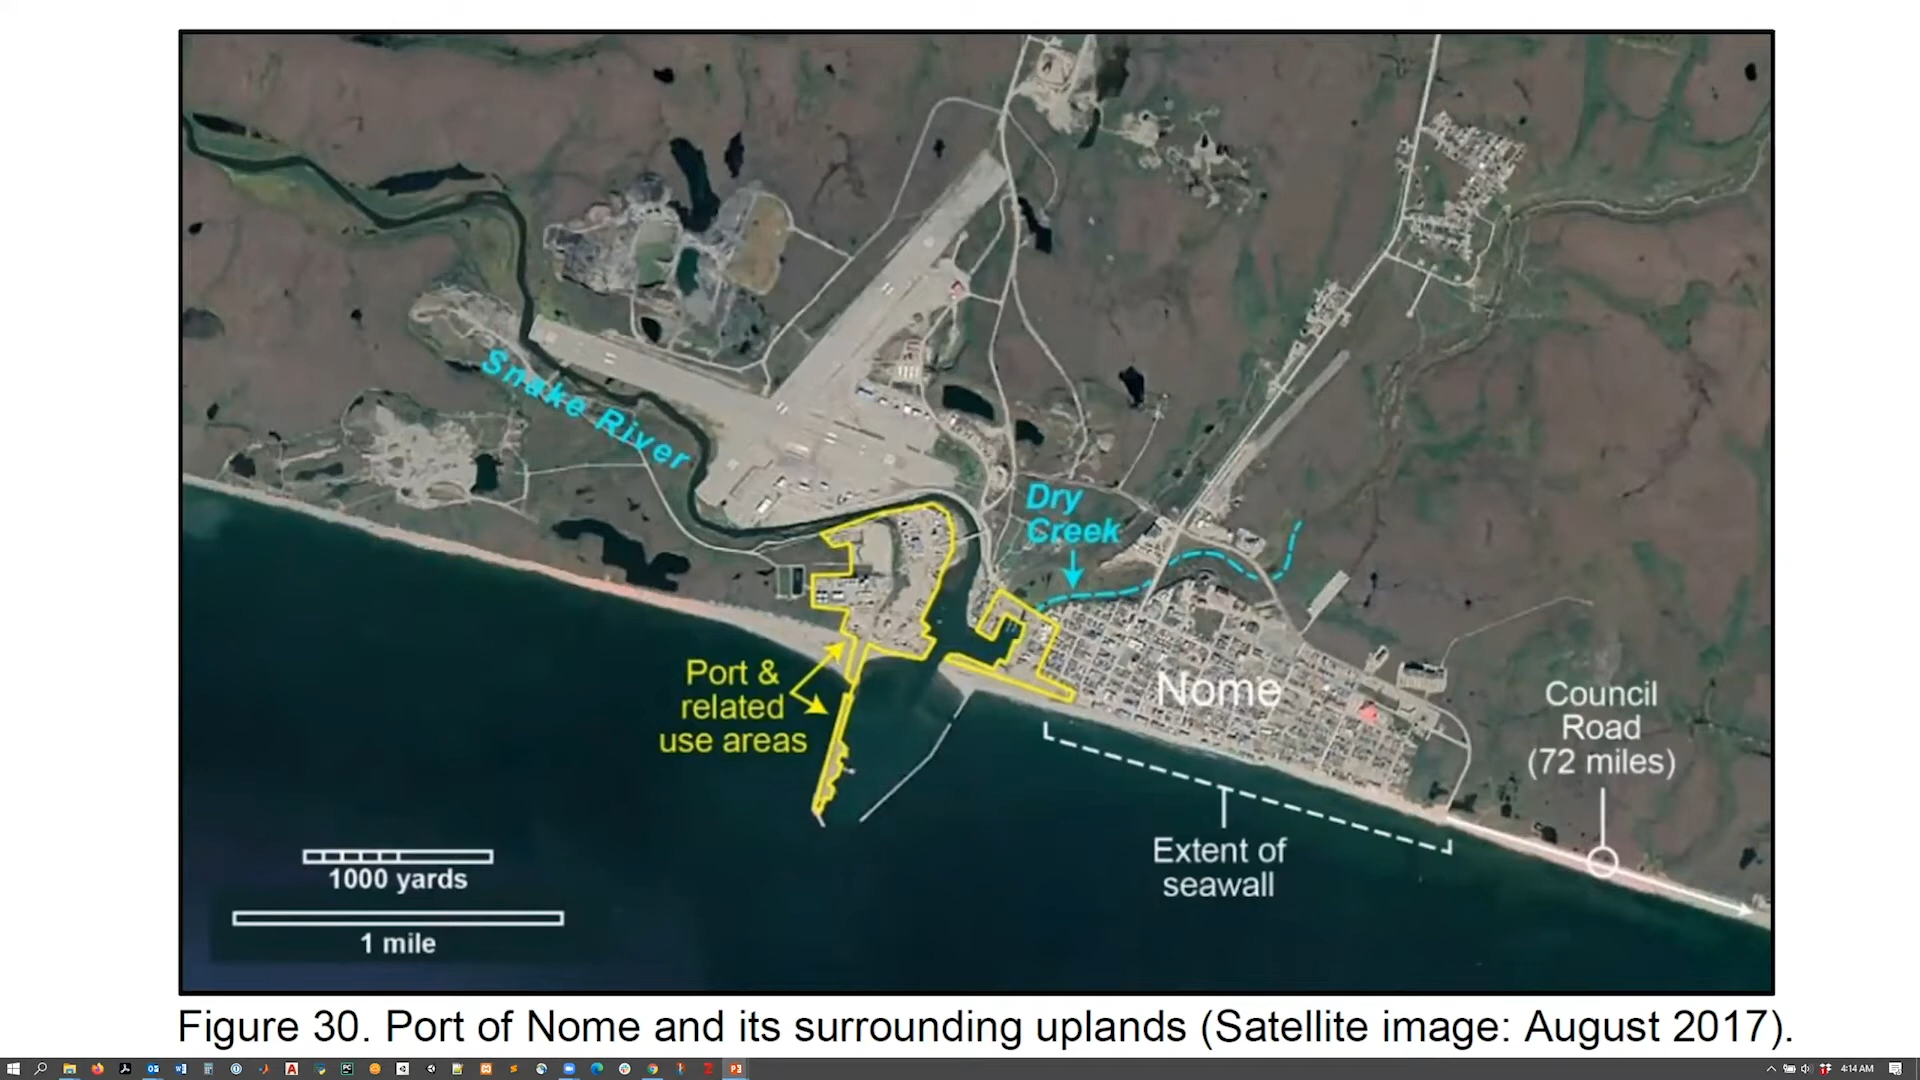 Snake River
Dry
Creek
Port &
related
use areas
Nome
Council
Road
(72 miles)
Extent of
seawall
1000 yards
1 mile
Figure 30. Port of Nome and its surrounding uplands (Satellite image: August 2017).
4:14 AM